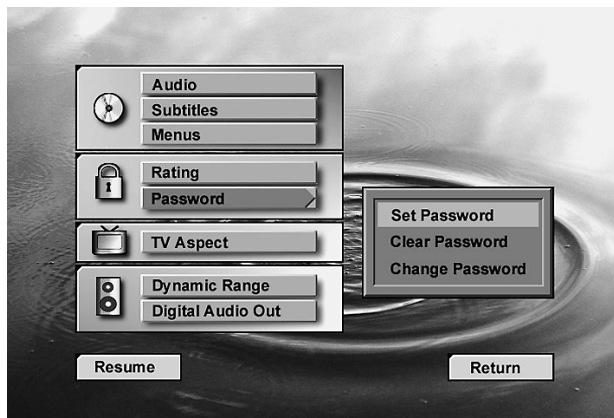 Audio
Subtitles
Menus
Rating
Password
TV Aspect
Dynamic Range
Digital Audio Out
Set Password
Clear Password
Change Password
Resume
Return